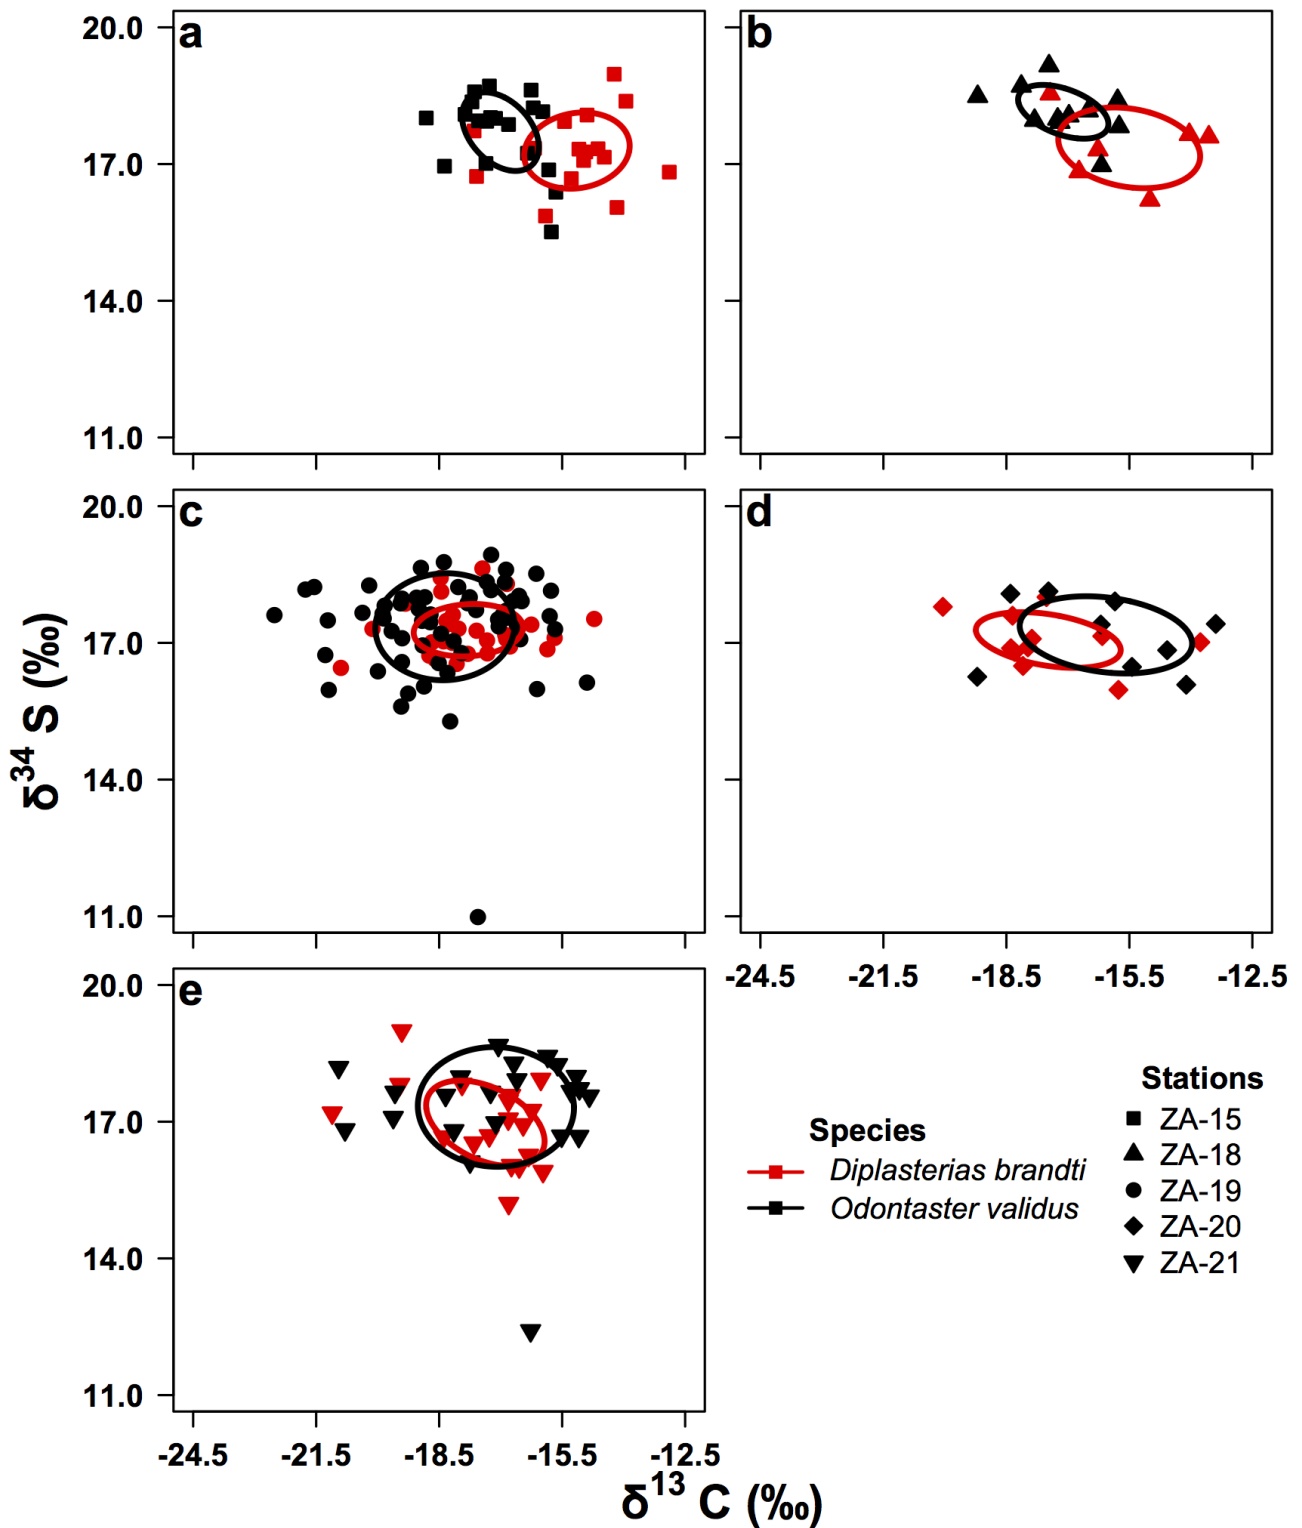 a
b
20.0
17.0
14.0
11.0
c
d
20.0
17.0
14.0
11.0
-24.5 -21.5 -18.5 -15.5 -12.5
e
20.0
17.0
14.0
11.0
-24.5 -21.5 -18.5 -15.5 -12.5
δ³⁴ S (‰)
δ¹³ C (‰)
Species
Diplasterias brandti
Odontaster validus
Stations
ZA-15
ZA-18
ZA-19
ZA-20
ZA-21